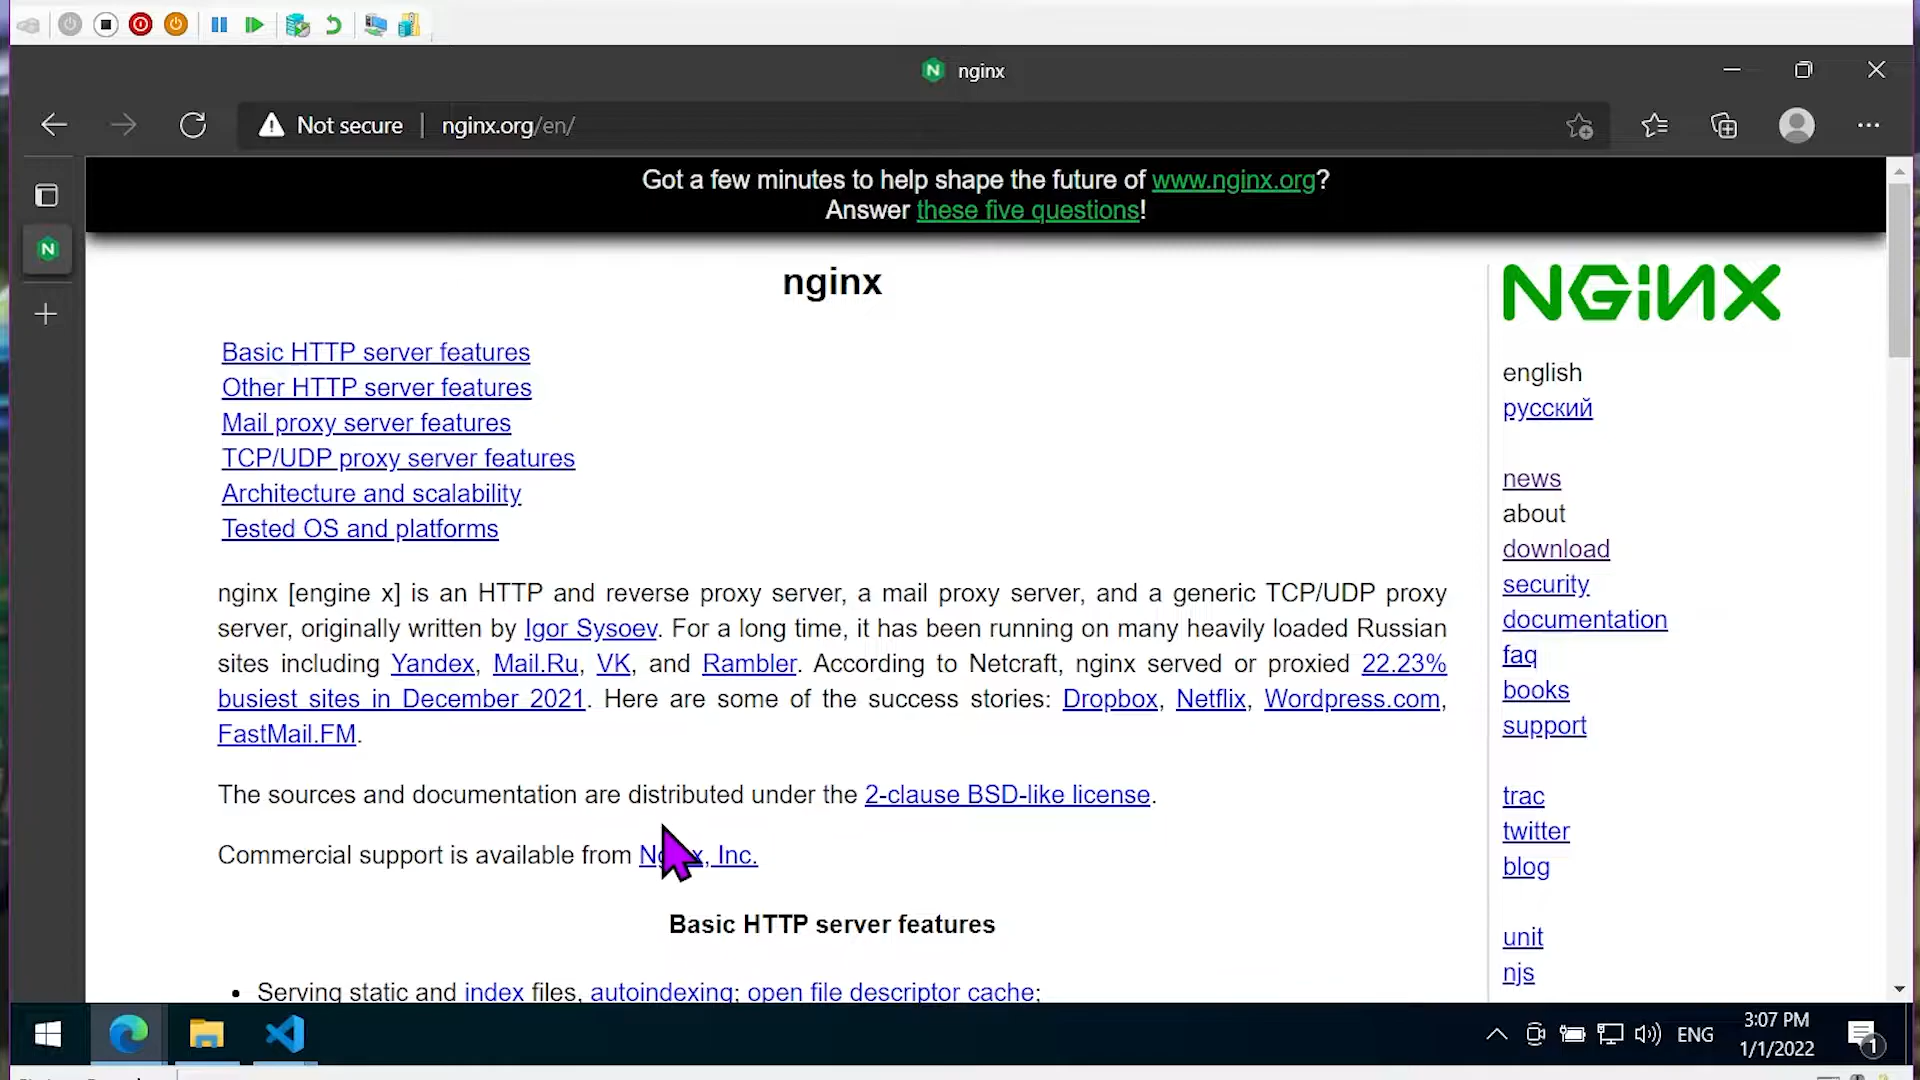 nginx
Not secure
nginx.org/en/
Got a few minutes to help shape the future of www.nginx.org?
Answer these five questions!
nginx
Basic HTTP server features
Other HTTP server features
Mail proxy server features
TCP/UDP proxy server features
Architecture and scalability
Tested OS and platforms
nginx [engine x] is an HTTP and reverse proxy server, a mail proxy server, and a generic TCP/UDP proxy
server, originally written by Igor Sysoev. For a long time, it has been running on many heavily loaded Russian
sites including Yandex, Mail.Ru, VK, and Rambler. According to Netcraft, nginx served or proxied 22.23%
busiest sites in December 2021. Here are some of the success stories: Dropbox, Netflix, Wordpress.com,
FastMail.FM.
The sources and documentation are distributed under the 2-clause BSD-like license.
Commercial support is available from Nginx, Inc.
Basic HTTP server features
• Serving static and index files, autoindexing; open file descriptor cache;
NGINX
english
русский
news
about
download
security
documentation
faq
books
support
trac
twitter
blog
unit
njs
ENG
3:07 PM
1/1/2022
1